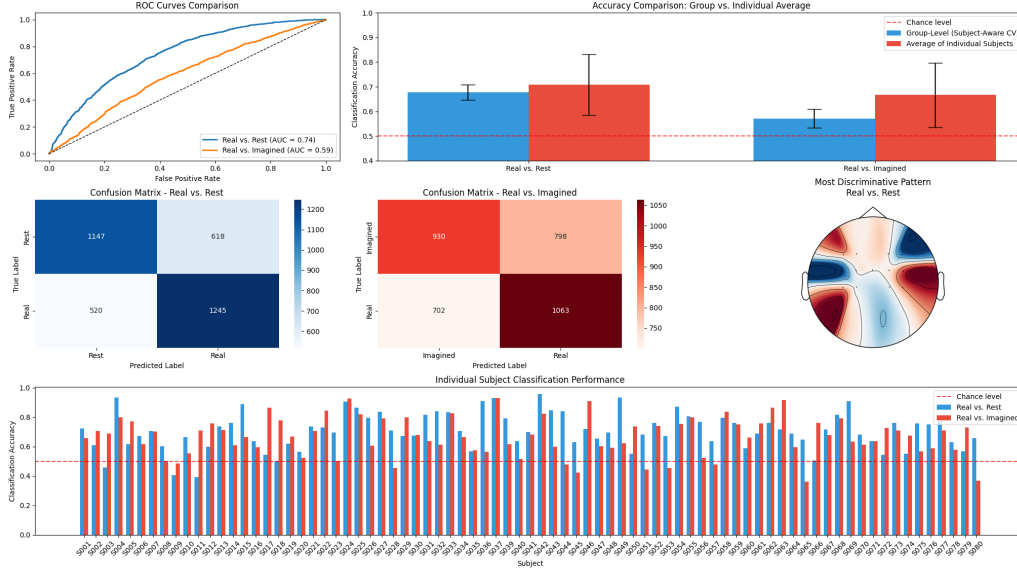 ROC Curves Comparison
True Positive Rate
1.0
0.8
0.6
0.4
0.2
0.0
0.0 0.2 0.4 0.6 0.8 1.0
False Positive Rate
Real vs. Rest (AUC = 0.74)
Real vs. Imagined (AUC = 0.59)
Accuracy Comparison: Group vs. Individual Average
Classification Accuracy
1.0
0.9
0.8
0.7
0.6
0.5
0.4
Real vs. Rest Real vs. Imagined
Chance level
Group-Level (Subject-Aware CV
Average of Individual Subjects
Confusion Matrix - Real vs. Rest
True Label
Rest
Real
1147 618
520 1245
Rest Real
Predicted Label
1200
1100
1000
900
800
700
600
Confusion Matrix - Real vs. Imagined
True Label
Imagined
Real
930 798
702 1063
Imagined Real
Predicted Label
1050
1000
950
900
850
800
750
Most Discriminative Pattern
Real vs. Rest
Individual Subject Classification Performance
Classification Accuracy
1.0
0.8
0.6
0.4
0.2
0.0
Chance level
Real vs. Rest
Real vs. Imagined
S001 S002 S003 S004 S005 S006 S007 S008 S009 S010 S011 S012 S013 S014 S015 S016 S017 S018 S019 S020 S021 S022 S023 S024 S025 S026 S027 S028 S029 S030 S031 S032 S033 S034 S035 S036 S037 S039 S040 S041 S042 S043 S044 S045 S046 S047 S048 S049 S050 S051 S052 S053 S054 S055 S056 S057 S058 S059 S060 S061 S062 S063 S064 S065 S066 S067 S068 S069 S070 S071 S072 S073 S074 S075 S076 S077 S078 S079 S080
Subject